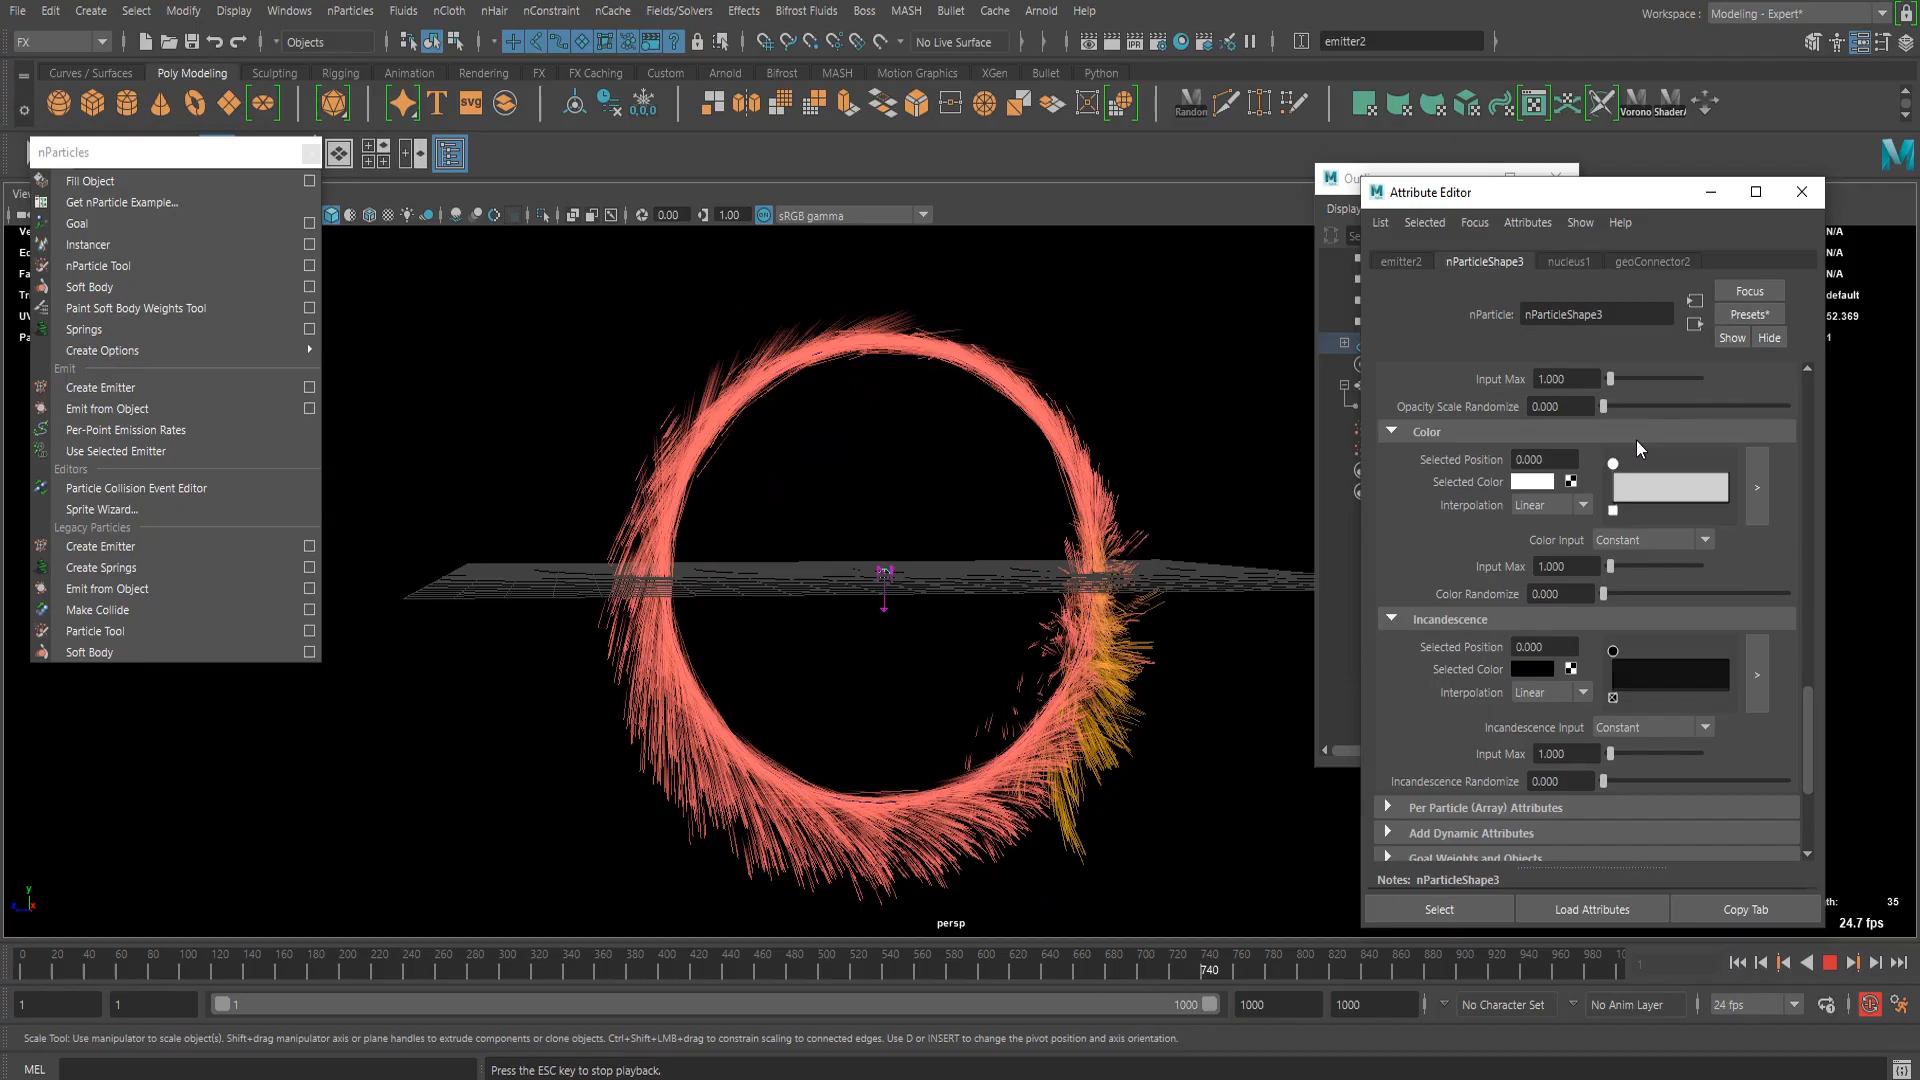 File Edit Create Select Modify Display Windows nParticles Fluids nCloth nHair nConstraint nCache Fields/Solvers Effects Bifrost Fluids Boss MASH Bullet Cache Arnold Help
Workspace : Modeling - Expert*
FX Objects No Live Surface emitter2
Curves / Surfaces Poly Modeling Sculpting Rigging Animation Rendering FX FX Caching Custom Arnold Bifrost MASH Motion Graphics XGen Bullet Python
T svg 0,0,0 Randon Vorono Shader/
nParticles
Fill Object
Get nParticle Example...
Goal
Instancer
nParticle Tool
Soft Body
Paint Soft Body Weights Tool
Springs
Create Options
Emit
Create Emitter
Emit from Object
Per-Point Emission Rates
Use Selected Emitter
Editors
Particle Collision Event Editor
Sprite Wizard...
Legacy Particles
Create Emitter
Create Springs
Emit from Object
Make Collide
Particle Tool
Soft Body
0.00 1.00 sRGB gamma
persp
Display
Attribute Editor
List Selected Focus Attributes Show Help
emitter2 nParticleShape3 nucleus1 geoConnector2
nParticle: nParticleShape3
Focus
Presets*
Show Hide
Input Max 1.000
Opacity Scale Randomize 0.000
Color
Selected Position 0.000
Selected Color
Interpolation Linear
Color Input Constant
Input Max 1.000
Color Randomize 0.000
Incandescence
Selected Position 0.000
Selected Color
Interpolation Linear
Incandescence Input Constant
Input Max 1.000
Incandescence Randomize 0.000
Per Particle (Array) Attributes
Add Dynamic Attributes
Goal Weights and Objects
Notes: nParticleShape3
Select Load Attributes Copy Tab
N/A
N/A
N/A
default
52.369
1
th: 35
24.7 fps
0 20 40 60 80 100 120 140 160 180 200 220 240 260 280 300 320 340 360 380 400 420 440 460 480 500 520 540 560 580 600 620 640 660 680 700 720 740 760 780 800 820 840 860 880 900 920 940 960 980
740
1
1 1 1 1000 1000 1000 No Character Set No Anim Layer 24 fps
Scale Tool: Use manipulator to scale object(s). Shift+drag manipulator axis or plane handles to extrude components or clone objects. Ctrl+Shift+LMB+drag to constrain scaling to connected edges. Use D or INSERT to change the pivot position and axis orientation.
MEL Press the ESC key to stop playback.